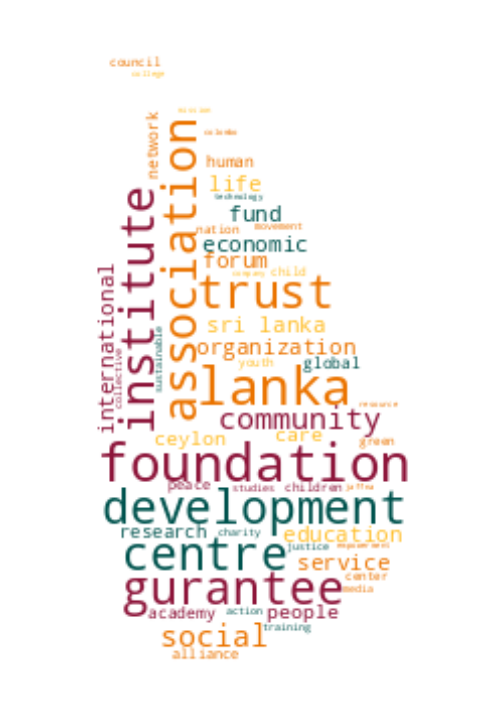 council
college
mission
colombo
network
human
life
technology
fund
nation
movement
association
institute
economic
forum
company
child
trust
international
sri lanka
collective
sustainable
organization
youth
global
lanka
resource
community
ceylon
care
green
foundation
peace
studies
children
jaffna
development
research
charity
education
centre
justice
empowerment
service
center
gurantee
media
academy
action
people
training
social
alliance